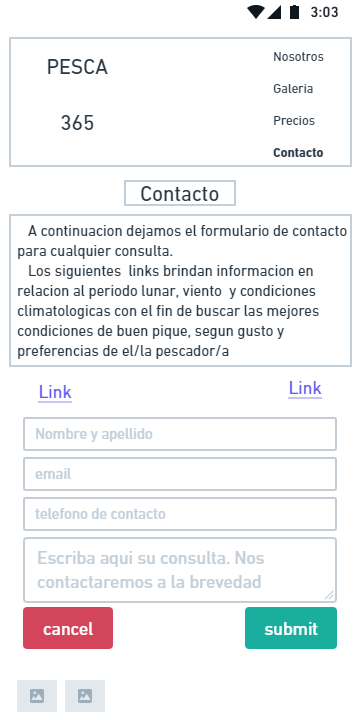 3:03
PESCA
365
Nosotros
Galeria
Precios
Contacto
Contacto
A continuacion dejamos el formulario de contacto
para cualquier consulta.
Los siguientes links brindan informacion en
relacion al periodo lunar, viento y condiciones
climatologicas con el fin de buscar las mejores
condiciones de buen pique, segun gusto y
preferencias de el/la pescador/a
Link
Link
Nombre y apellido
email
telefono de contacto
Escriba aqui su consulta. Nos
contactaremos a la brevedad
cancel
submit